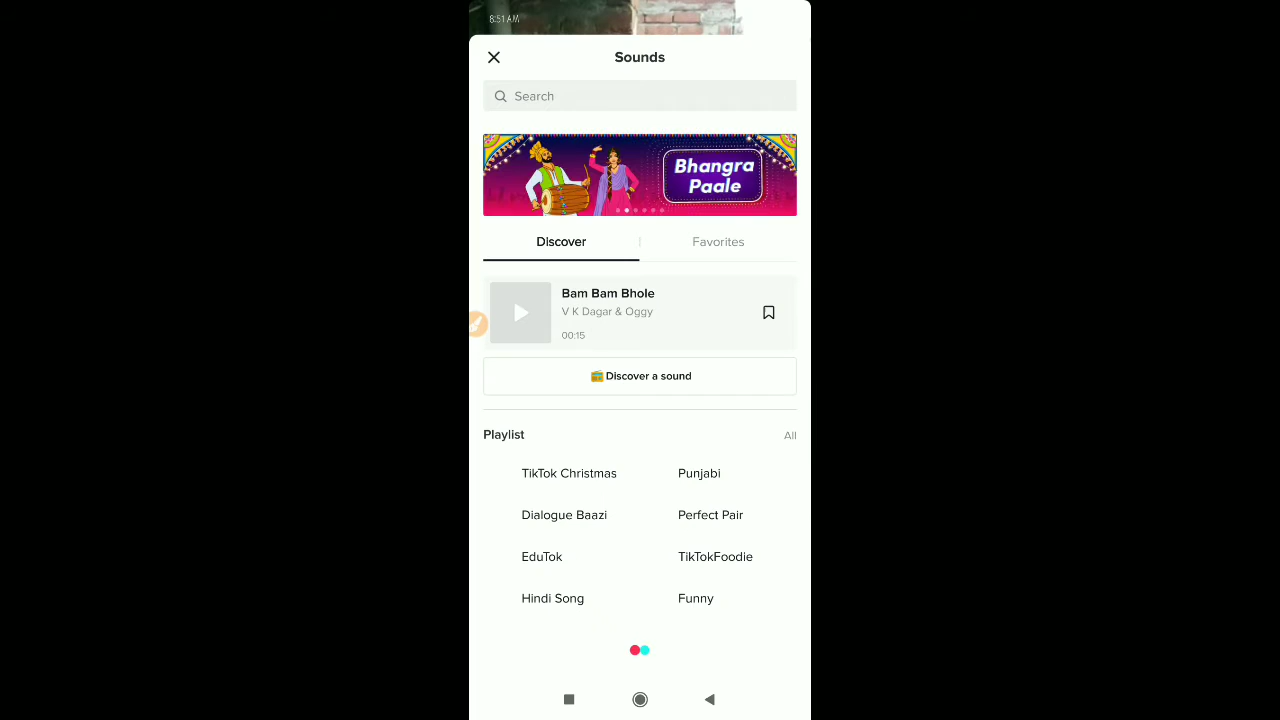 8:51 AM
Sounds
Search
Bhangra
Paale
Discover
Favorites
Bam Bam Bhole
V K Dagar & Oggy
00:15
Discover a sound
Playlist
All
TikTok Christmas
Punjabi
Dialogue Baazi
Perfect Pair
EduTok
TikTokFoodie
Hindi Song
Funny